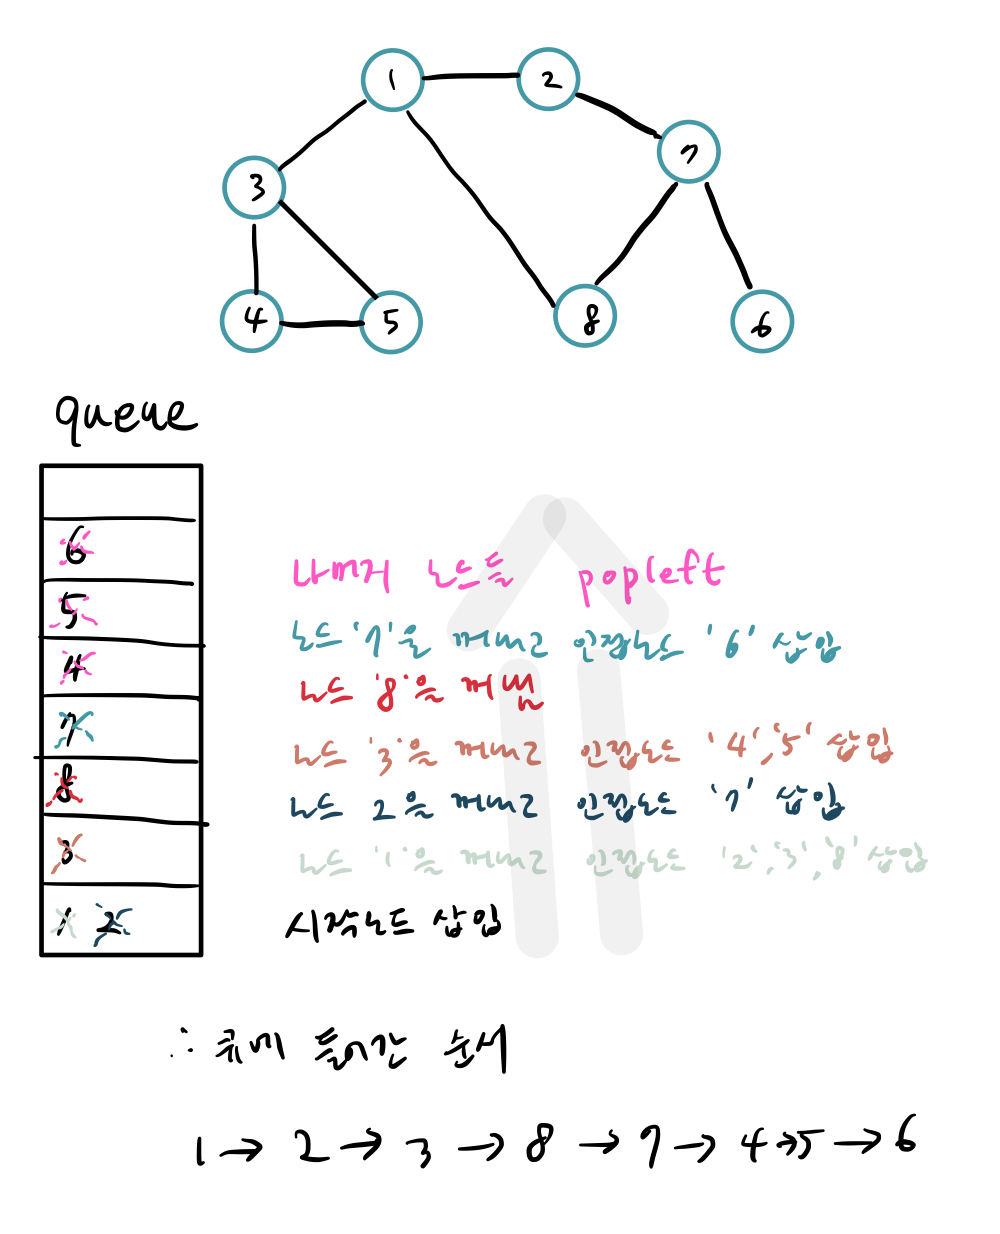 1 2
7
3
4 5
8
6
queue
6
5
4
7
8
3
1 2
나머지 노드들 popleft
노드 '7'을 꺼내고 인접노드 '6' 삽입
노드 '8'을 꺼냄
노드 '3'을 꺼내고 인접노드 '4','5' 삽입
노드 2을 꺼내고 인접노드 '7' 삽입
노드 '1'을 꺼내고 인접노드 '2','3','8' 삽입
시작노드 삽입
∴ 큐에 들어간 순서
1 → 2 → 3 → 8 → 7 → 4 → 5 → 6